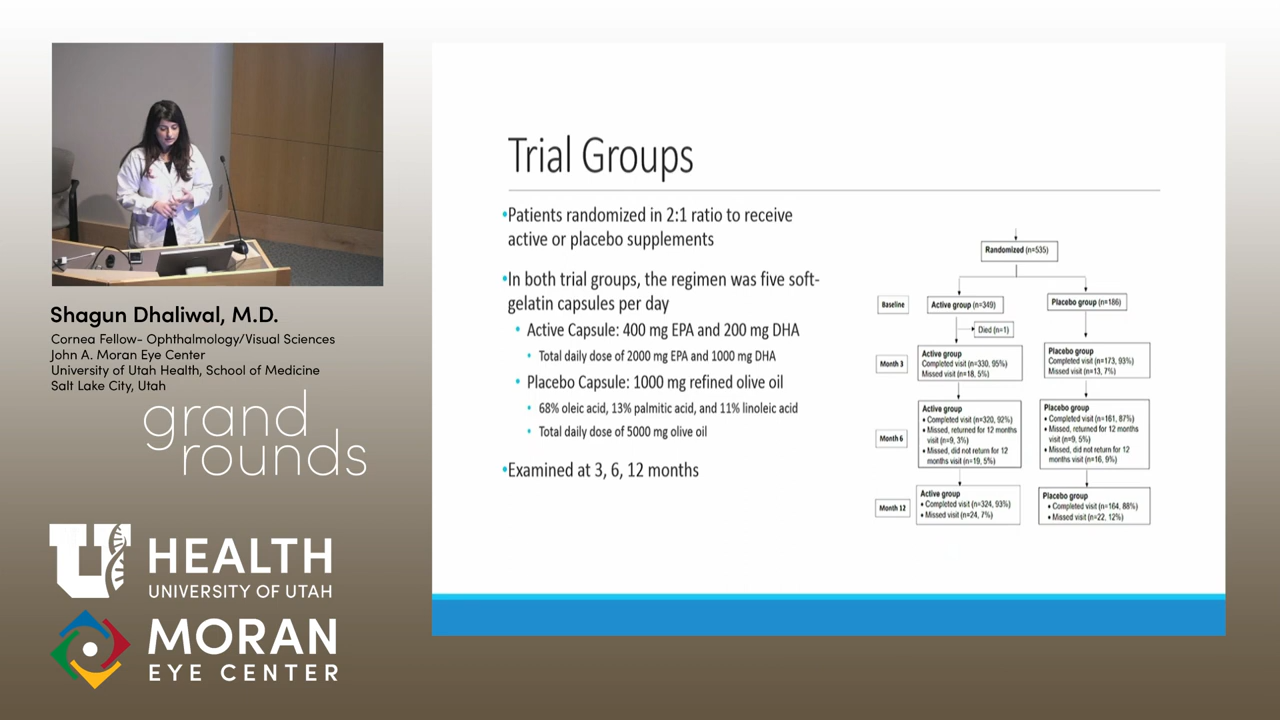 Shagun Dhaliwal, M.D.
Cornea Fellow- Ophthalmology/Visual Sciences
John A. Moran Eye Center
University of Utah Health, School of Medicine
Salt Lake City, Utah
grand
rounds
U
HEALTH
UNIVERSITY OF UTAH
MORAN
EYE CENTER
Trial Groups
•Patients randomized in 2:1 ratio to receive
active or placebo supplements
•In both trial groups, the regimen was five soft-
gelatin capsules per day
• Active Capsule: 400 mg EPA and 200 mg DHA
• Total daily dose of 2000 mg EPA and 1000 mg DHA
• Placebo Capsule: 1000 mg refined olive oil
• 68% oleic acid, 13% palmitic acid, and 11% linoleic acid
• Total daily dose of 5000 mg olive oil
•Examined at 3, 6, 12 months
Randomized (n=535)
Baseline
Active group (n=349)
Placebo group (n=186)
Died (n=1)
Month 3
Active group
Completed visit (n=330, 95%)
Missed visit (n=18, 5%)
Placebo group
Completed visit (n=173, 93%)
Missed visit (n=13, 7%)
Month 6
Active group
• Completed visit (n=320, 92%)
• Missed, returned for 12 months
visit (n=9, 3%)
• Missed, did not return for 12
months visit (n=19, 5%)
Placebo group
• Completed visit (n=161, 87%)
• Missed, returned for 12 months
visit (n=9, 5%)
• Missed, did not return for 12
months visit (n=16, 9%)
Month 12
Active group
• Completed visit (n=324, 93%)
• Missed visit (n=24, 7%)
Placebo group
• Completed visit (n=164, 88%)
• Missed visit (n=22, 12%)